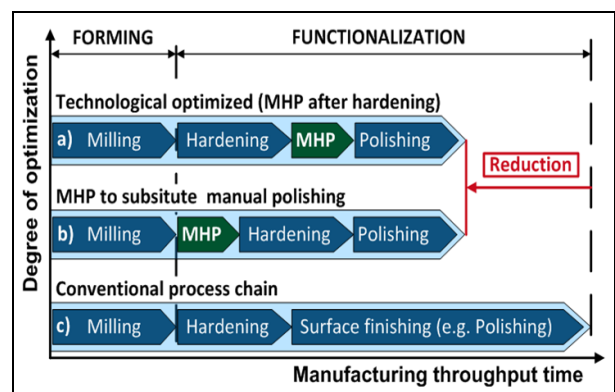 FORMING
FUNCTIONALIZATION
Technological optimized (MHP after hardening)
a) Milling Hardening MHP Polishing
Reduction
MHP to subsitute manual polishing
b) Milling MHP Hardening Polishing
Conventional process chain
c) Milling Hardening Surface finishing (e.g. Polishing)
Degree of optimization
Manufacturing throughput time